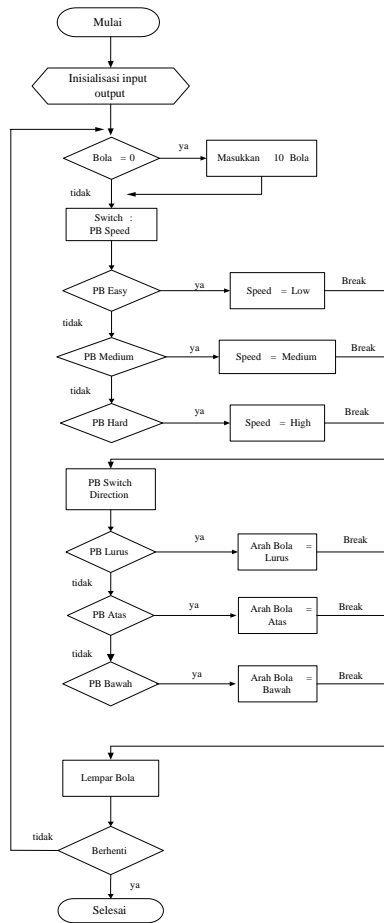 Mulai
Inisialisasi input
output
Bola = 0
ya
Masukkan 10 Bola
tidak
Switch :
PB Speed
PB Easy
ya
Speed = Low
Break
tidak
PB Medium
ya
Speed = Medium
Break
tidak
PB Hard
ya
Speed = High
Break
PB Switch
Direction
PB Lurus
ya
Arah Bola =
Lurus
Break
tidak
PB Atas
ya
Arah Bola =
Atas
Break
tidak
PB Bawah
ya
Arah Bola =
Bawah
Break
Lempar Bola
tidak
Berhenti
ya
Selesai